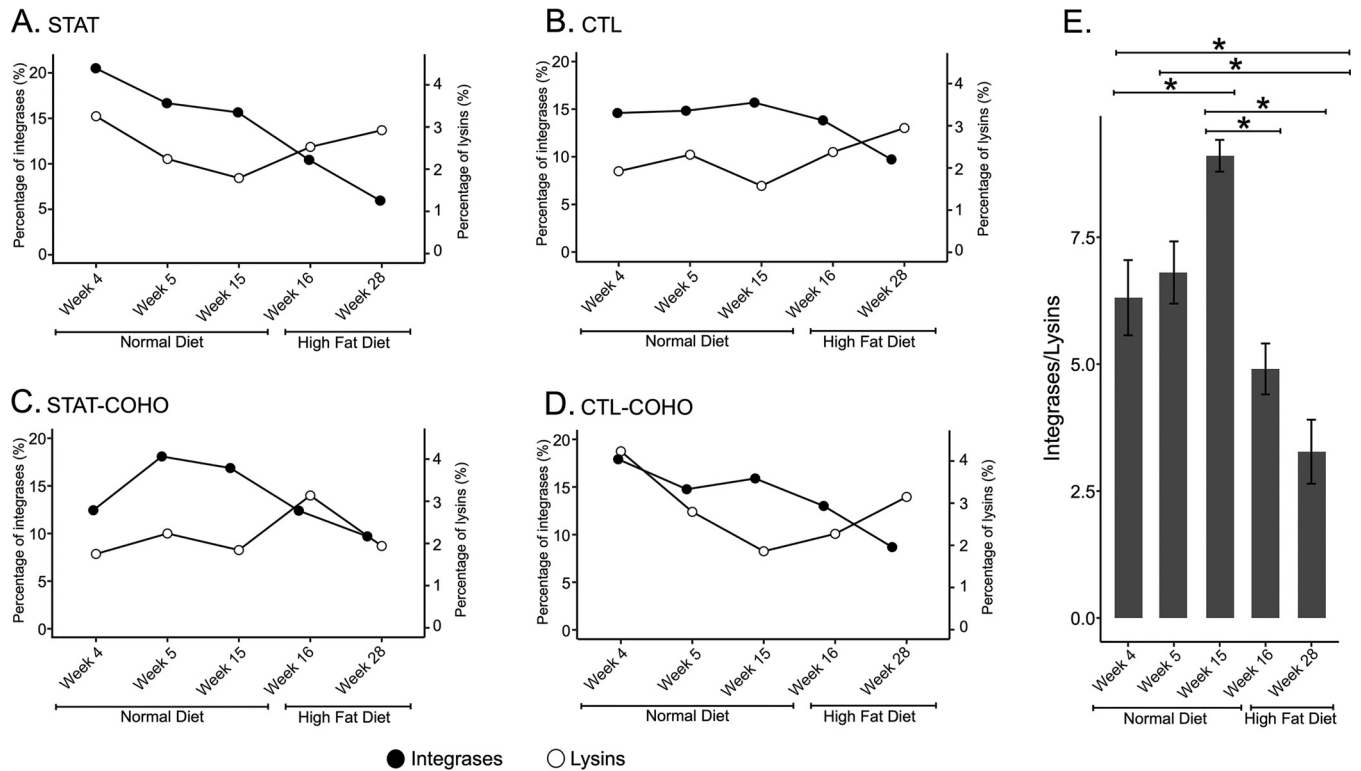 A. STAT
Percentage of integrases (%)
20
15
10
5
0
Percentage of lysins (%)
4
3
2
1
0
Week 4
Week 5
Week 15
Week 16
Week 28
Normal Diet
High Fat Diet
B. CTL
Percentage of integrases (%)
20
15
10
5
0
Percentage of lysins (%)
4
3
2
1
0
Week 4
Week 5
Week 15
Week 16
Week 28
Normal Diet
High Fat Diet
C. STAT-COHO
Percentage of integrases (%)
20
15
10
5
0
Percentage of lysins (%)
4
3
2
1
0
Week 4
Week 5
Week 15
Week 16
Week 28
Normal Diet
High Fat Diet
D. CTL-COHO
Percentage of integrases (%)
20
15
10
5
0
Percentage of lysins (%)
4
3
2
1
0
Week 4
Week 5
Week 15
Week 16
Week 28
Normal Diet
High Fat Diet
Integrases
Lysins
E.
*
*
*
*
*
Integrases/Lysins
7.5
5.0
2.5
0.0
Week 4
Week 5
Week 15
Week 16
Week 28
Normal Diet
High Fat Diet